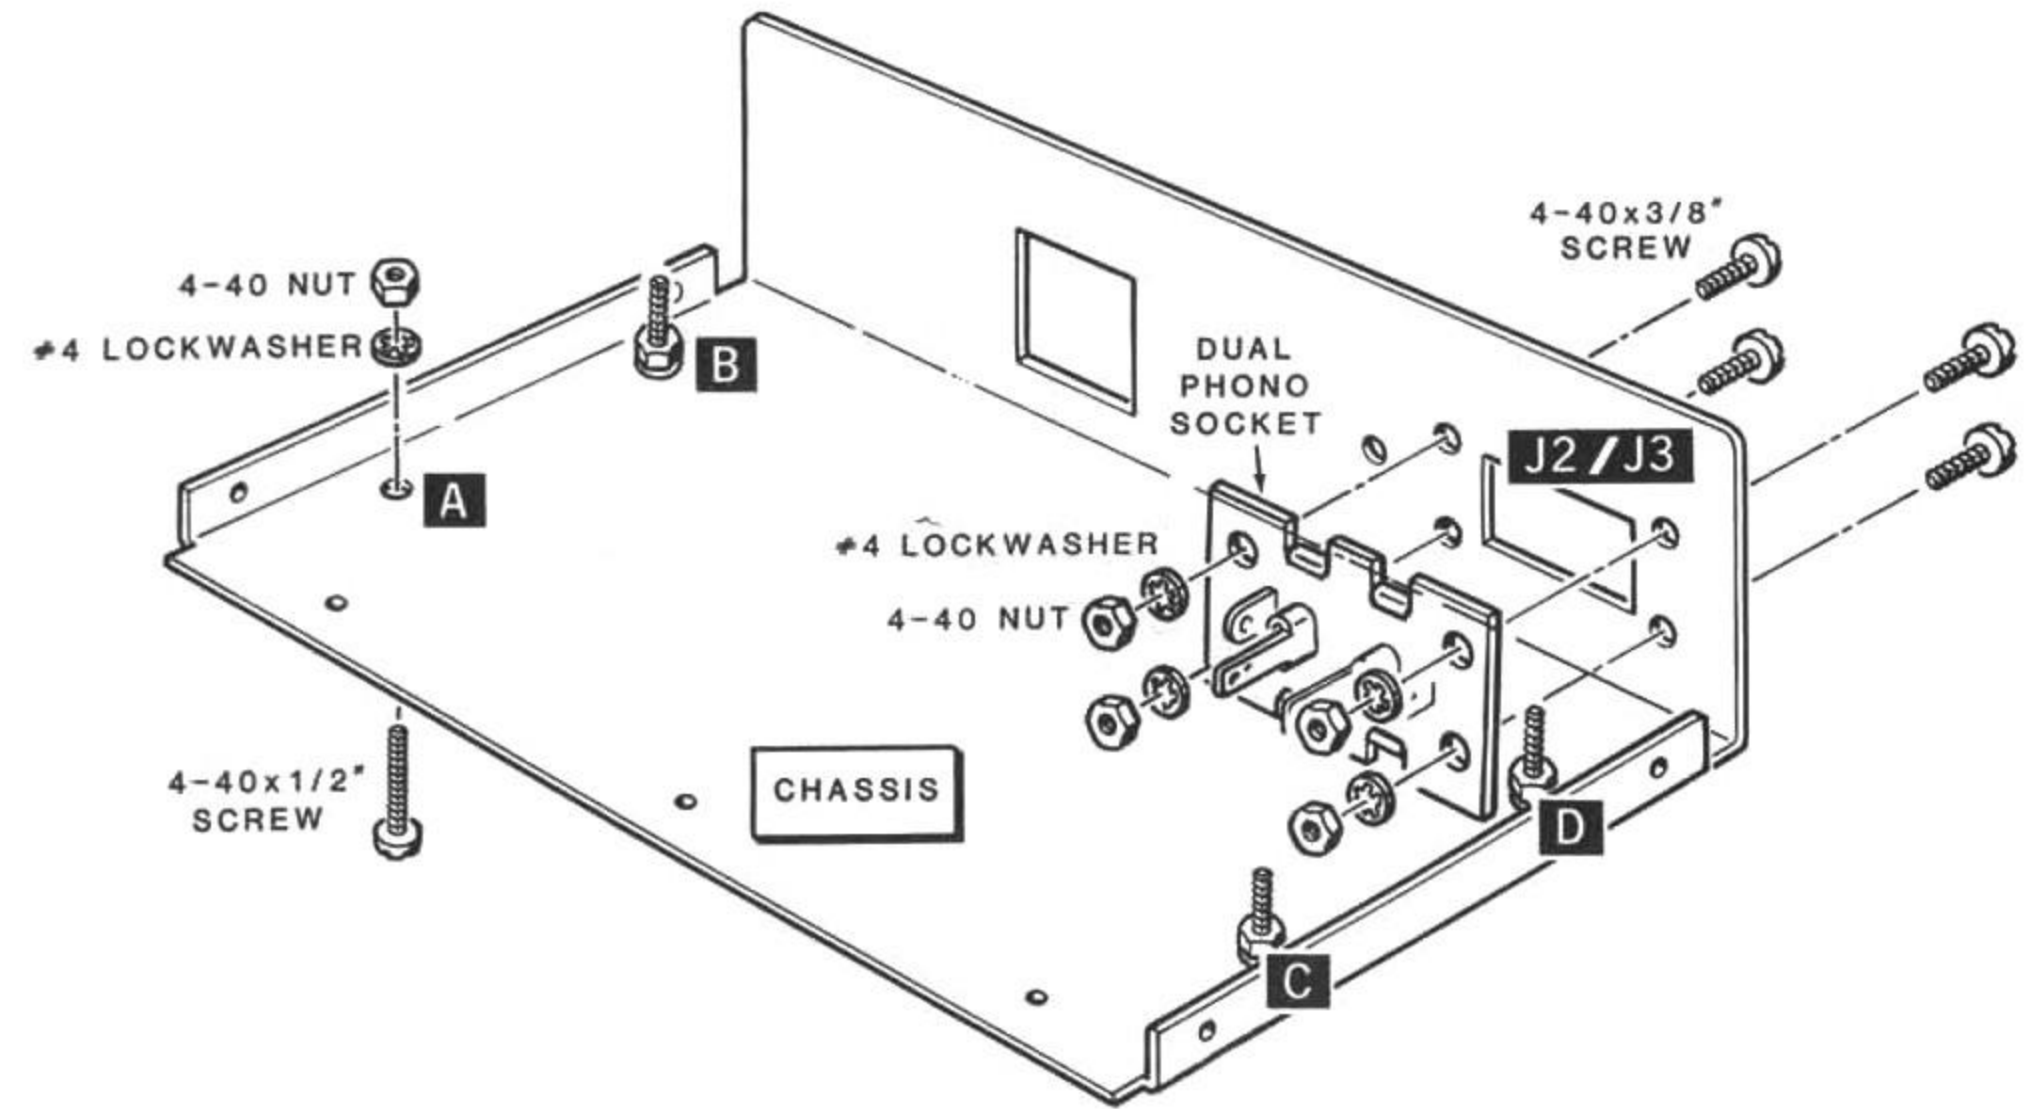 4-40x3/8"
SCREW
4-40 NUT
#4 LOCKWASHER
B
DUAL
PHONO
SOCKET
J2/J3
A
#4 LOCKWASHER
4-40 NUT
4-40x1/2"
SCREW
CHASSIS
D
C